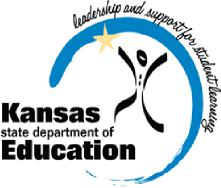 leadership and support for student learning
Kansas
state department of
Education